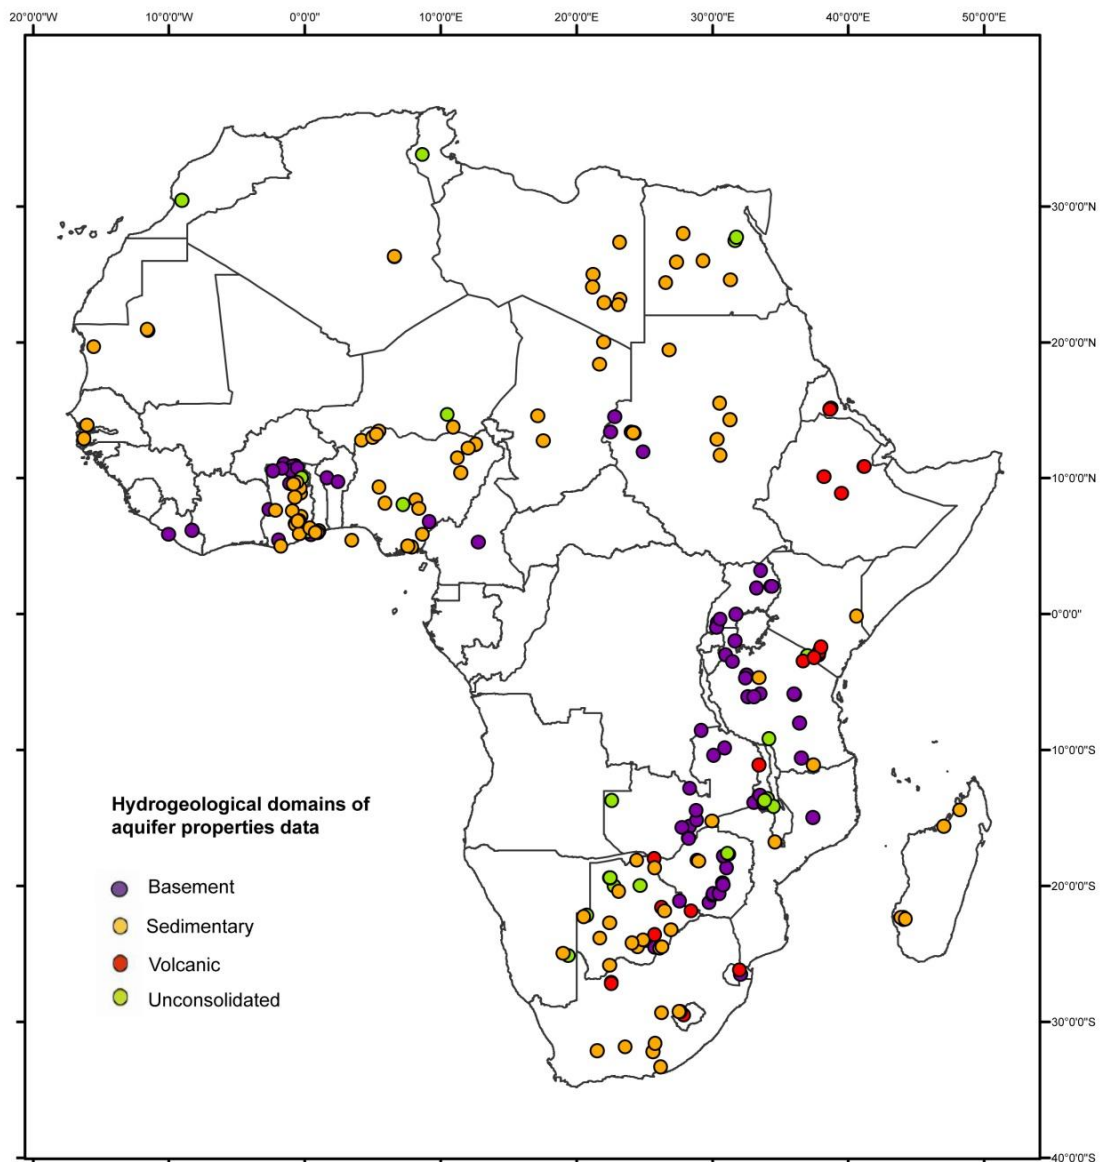 20°0'0"W 10°0'0"W 0°0'0" 10°0'0"E 20°0'0"E 30°0'0"E 40°0'0"E 50°0'0"E
30°0'0"N
20°0'0"N
10°0'0"N
0°0'0"
10°0'0"S
Hydrogeological domains of
aquifer properties data
Basement
20°0'0"S
Sedimentary
Volcanic
Unconsolidated
30°0'0"S
40°0'0"S